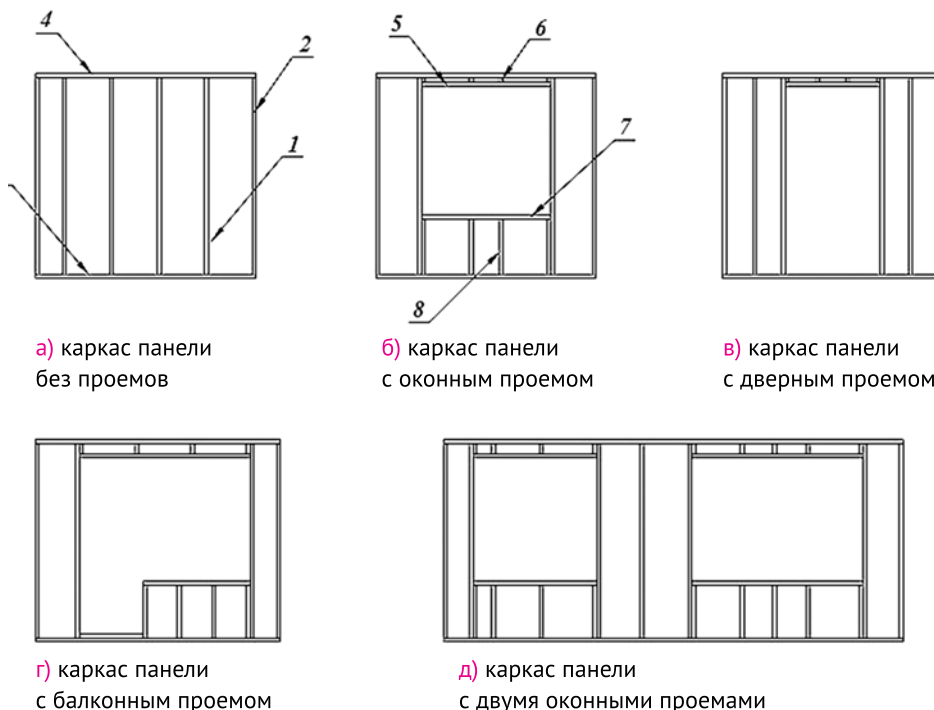 4
2
1
5
6
7
8
а) каркас панели
без проемов
б) каркас панели
с оконным проемом
в) каркас панели
с дверным проемом
г) каркас панели
с балконным проемом
д) каркас панели
с двумя оконными проемами